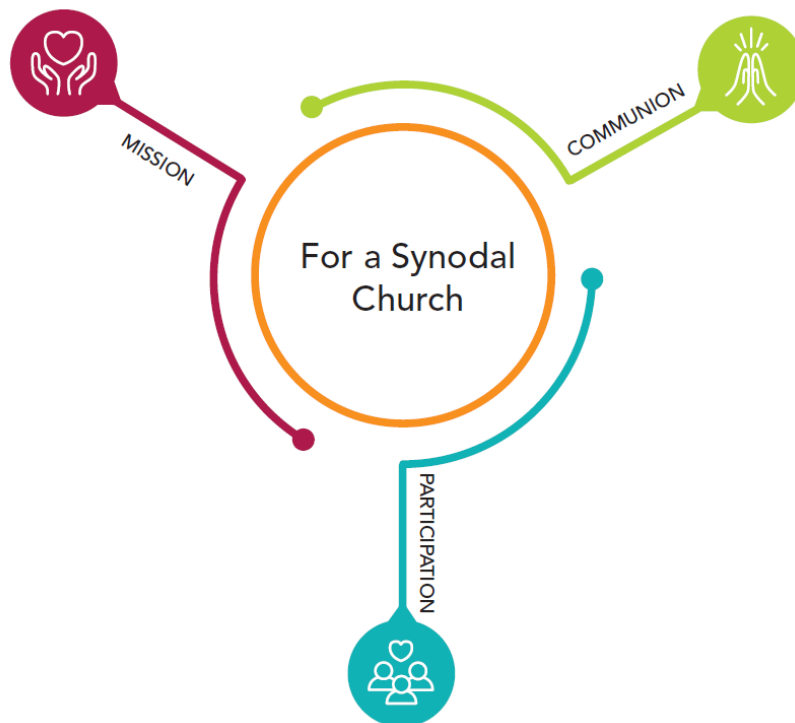 MISSION
COMMUNION
For a Synodal
Church
PARTICIPATION